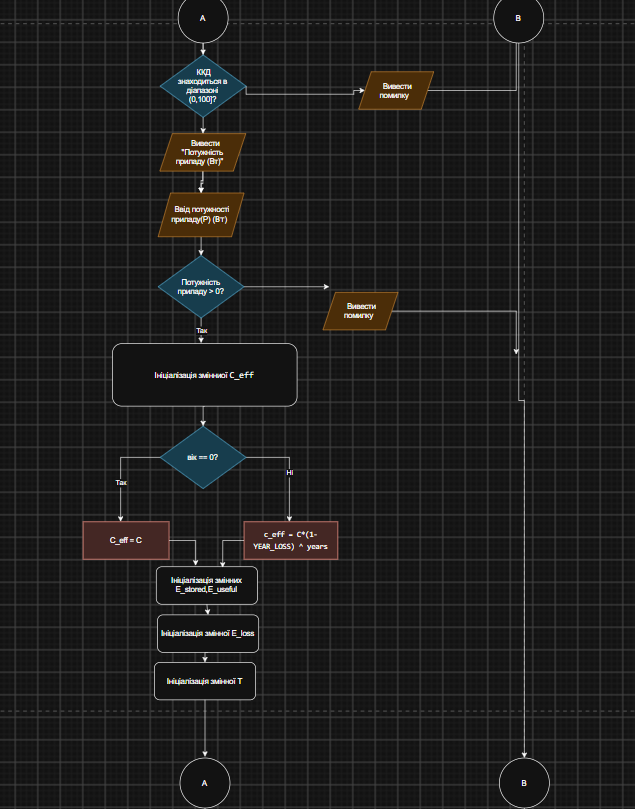 A
B
ККД
знаходиться в
діапазоні
(0,100]?
Вивести
помилку
Вивести
"Потужність
приладу (Вт)"
Ввід потужності
приладу(P) (Вт)
Потужність
приладу > 0?
Вивести
помилку
Так
Ініціалізація змінної C_eff
вік == 0?
Так
Ні
C_eff = C
c_eff = C*(1-
YEAR_LOSS) ^ years
Ініціалізація змінних
E_stored,E_useful
Ініціалізація змінної E_loss
Ініціалізація змінної T
A
B